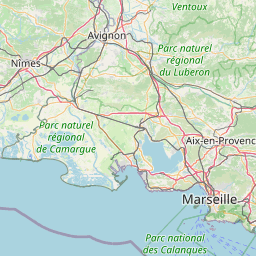 Ventoux
Avignon
Parc naturel
régional
du Luberon
Nîmes
Parc naturel
régional
de Camargue
Aix-en-Provenc
Marseille
Parc national
des Calanques